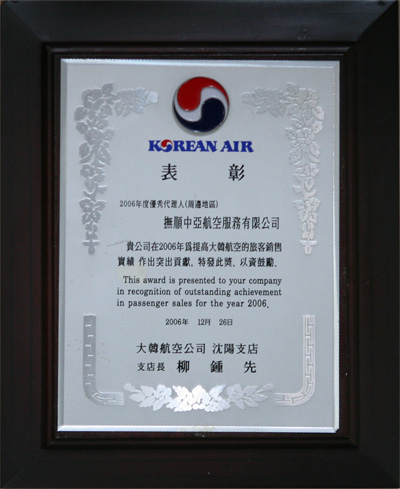 KOREAN AIR
表彰
2006年度優秀代理人(周邊地區)
撫順中亞航空服務有限公司
貴公司在2006年爲提高大韓航空的旅客銷售
實績 作出突出貢獻, 特發此獎, 以資鼓勵.
This award is presented to your company
in recognition of outstanding achievement
in passenger sales for the year 2006.
2006年 12月 26日
大韓航空公司 沈陽支店
支店長 柳鍾先